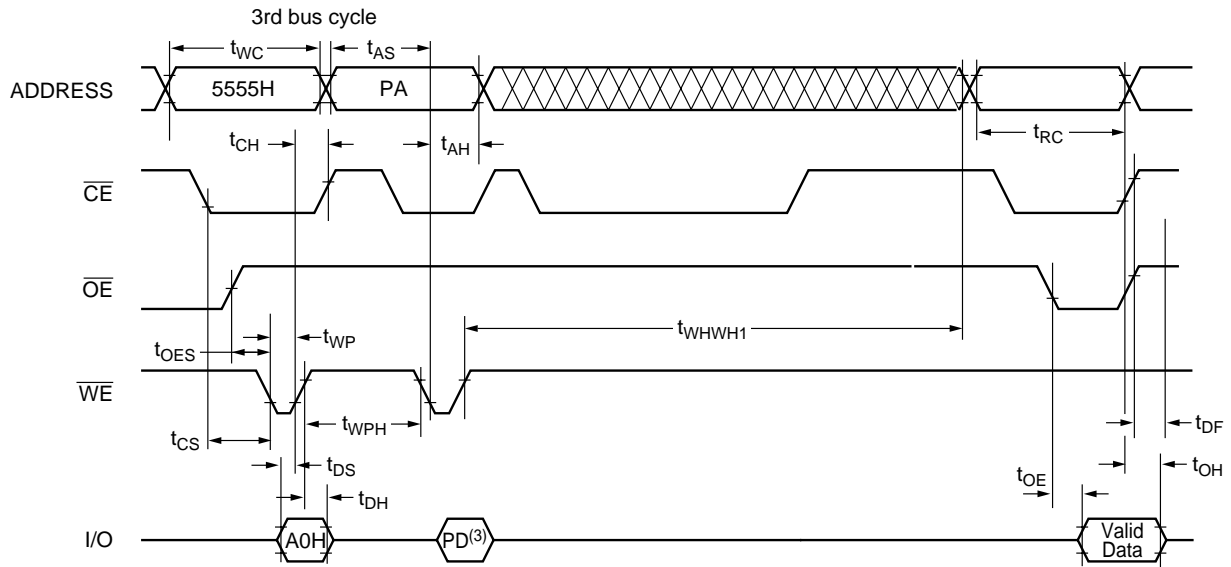 3rd bus cycle
tWC tAS
ADDRESS 5555H PA
tCH tAH tRC
CE
OE
tWP tWHWH1
tOES
WE
tWPH tDF
tCS
tDS tOE tOH
tDH
I/O A0H PD(3) Valid
Data